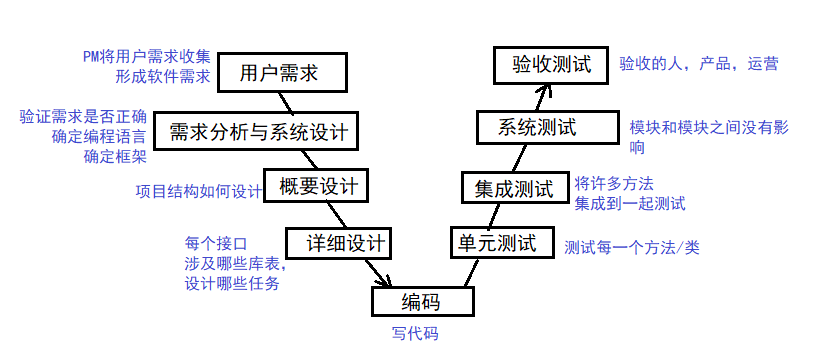 PM将用户需求收集
形成软件需求
用户需求
验证需求是否正确
确定编程语言
确定框架
需求分析与系统设计
项目结构如何设计
概要设计
每个接口
涉及哪些库表,
设计哪些任务
详细设计
编码
写代码
单元测试
测试每一个方法/类
集成测试
将许多方法
集成到一起测试
系统测试
模块和模块之间没有影
响
验收测试
验收的人，产品，运营